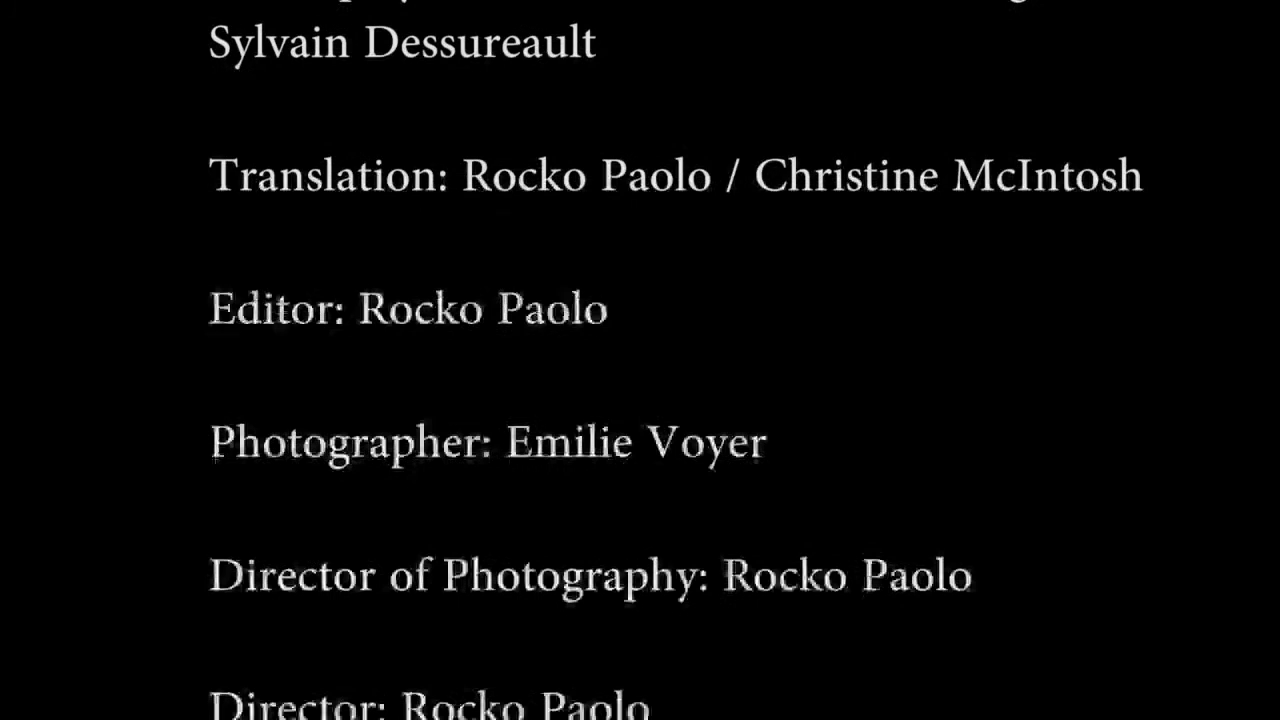 Sylvain Dessureault
Translation: Rocko Paolo / Christine McIntosh
Editor: Rocko Paolo
Photographer: Emilie Voyer
Director of Photography: Rocko Paolo
Director: Rocko Paolo